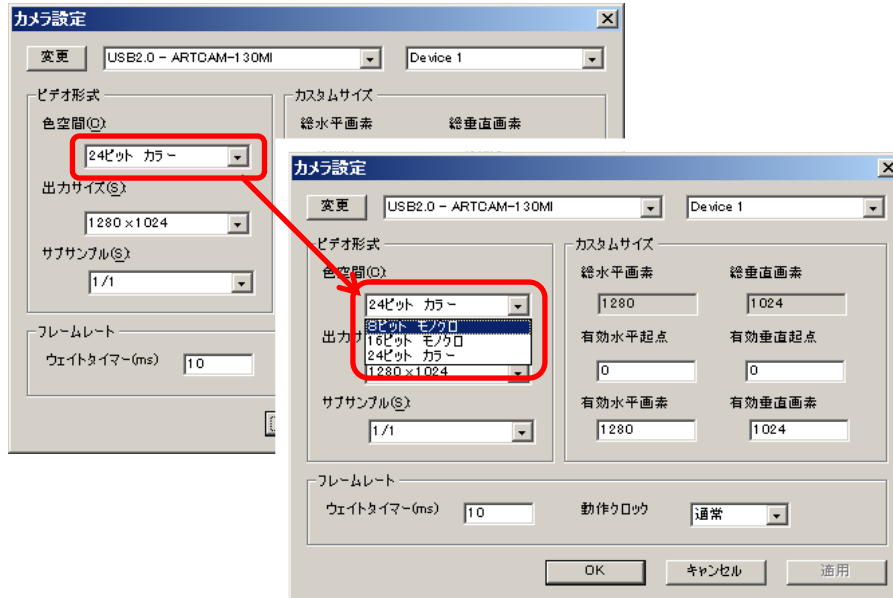 カメラ設定
変更 USB2.0 - ARTCAM-130MI Device 1
ビデオ形式
色空間(C):
24ビット カラー
出力サイズ(S):
1280 x 1024
サブサンプル(S):
1/1
フレームレート
ウェイトタイマー(ms) 10
カスタムサイズ
総水平画素 総垂直画素
カメラ設定
変更 USB2.0 - ARTCAM-130MI Device 1
ビデオ形式
色空間(C):
24ビット カラー
8ビット モノクロ
16ビット モノクロ
24ビット カラー
出力
1280 x 1024
サブサンプル(S):
1/1
カスタムサイズ
総水平画素 総垂直画素
1280 1024
有効水平起点 有効垂直起点
0 0
有効水平画素 有効垂直画素
1280 1024
フレームレート
ウェイトタイマー(ms) 10 動作クロック 通常
OK キャンセル 適用